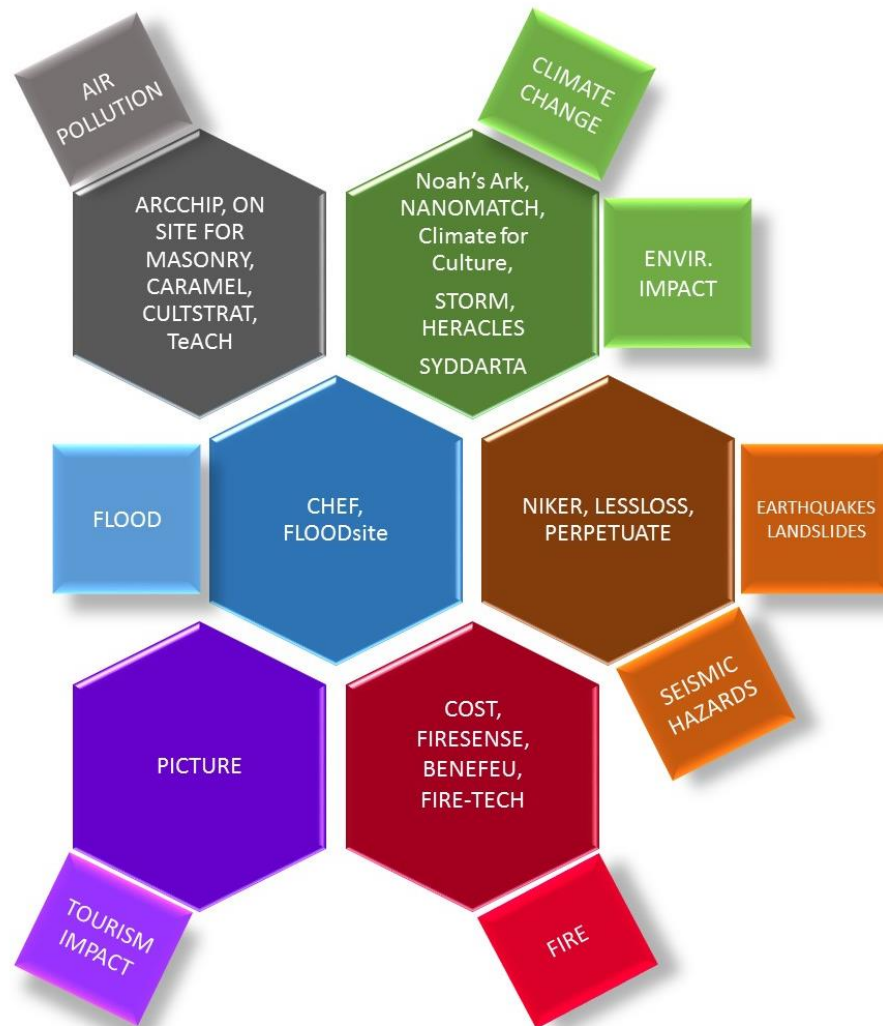 AIR
POLLUTION
CLIMATE
CHANGE
ARCCHIP, ON
SITE FOR
MASONRY,
CARAMEL,
CULTSTRAT,
TeACH
Noah's Ark,
NANOMATCH,
Climate for
Culture,
STORM,
HERACLES
SYDDARTA
ENVIR.
IMPACT
FLOOD
CHEF,
FLOODsite
NIKER, LESSLOSS,
PERPETUATE
EARTHQUAKES
LANDSLIDES
SEISMIC
HAZARDS
PICTURE
COST,
FIRESENSE,
BENEFEU,
FIRE-TECH
TOURISM
IMPACT
FIRE